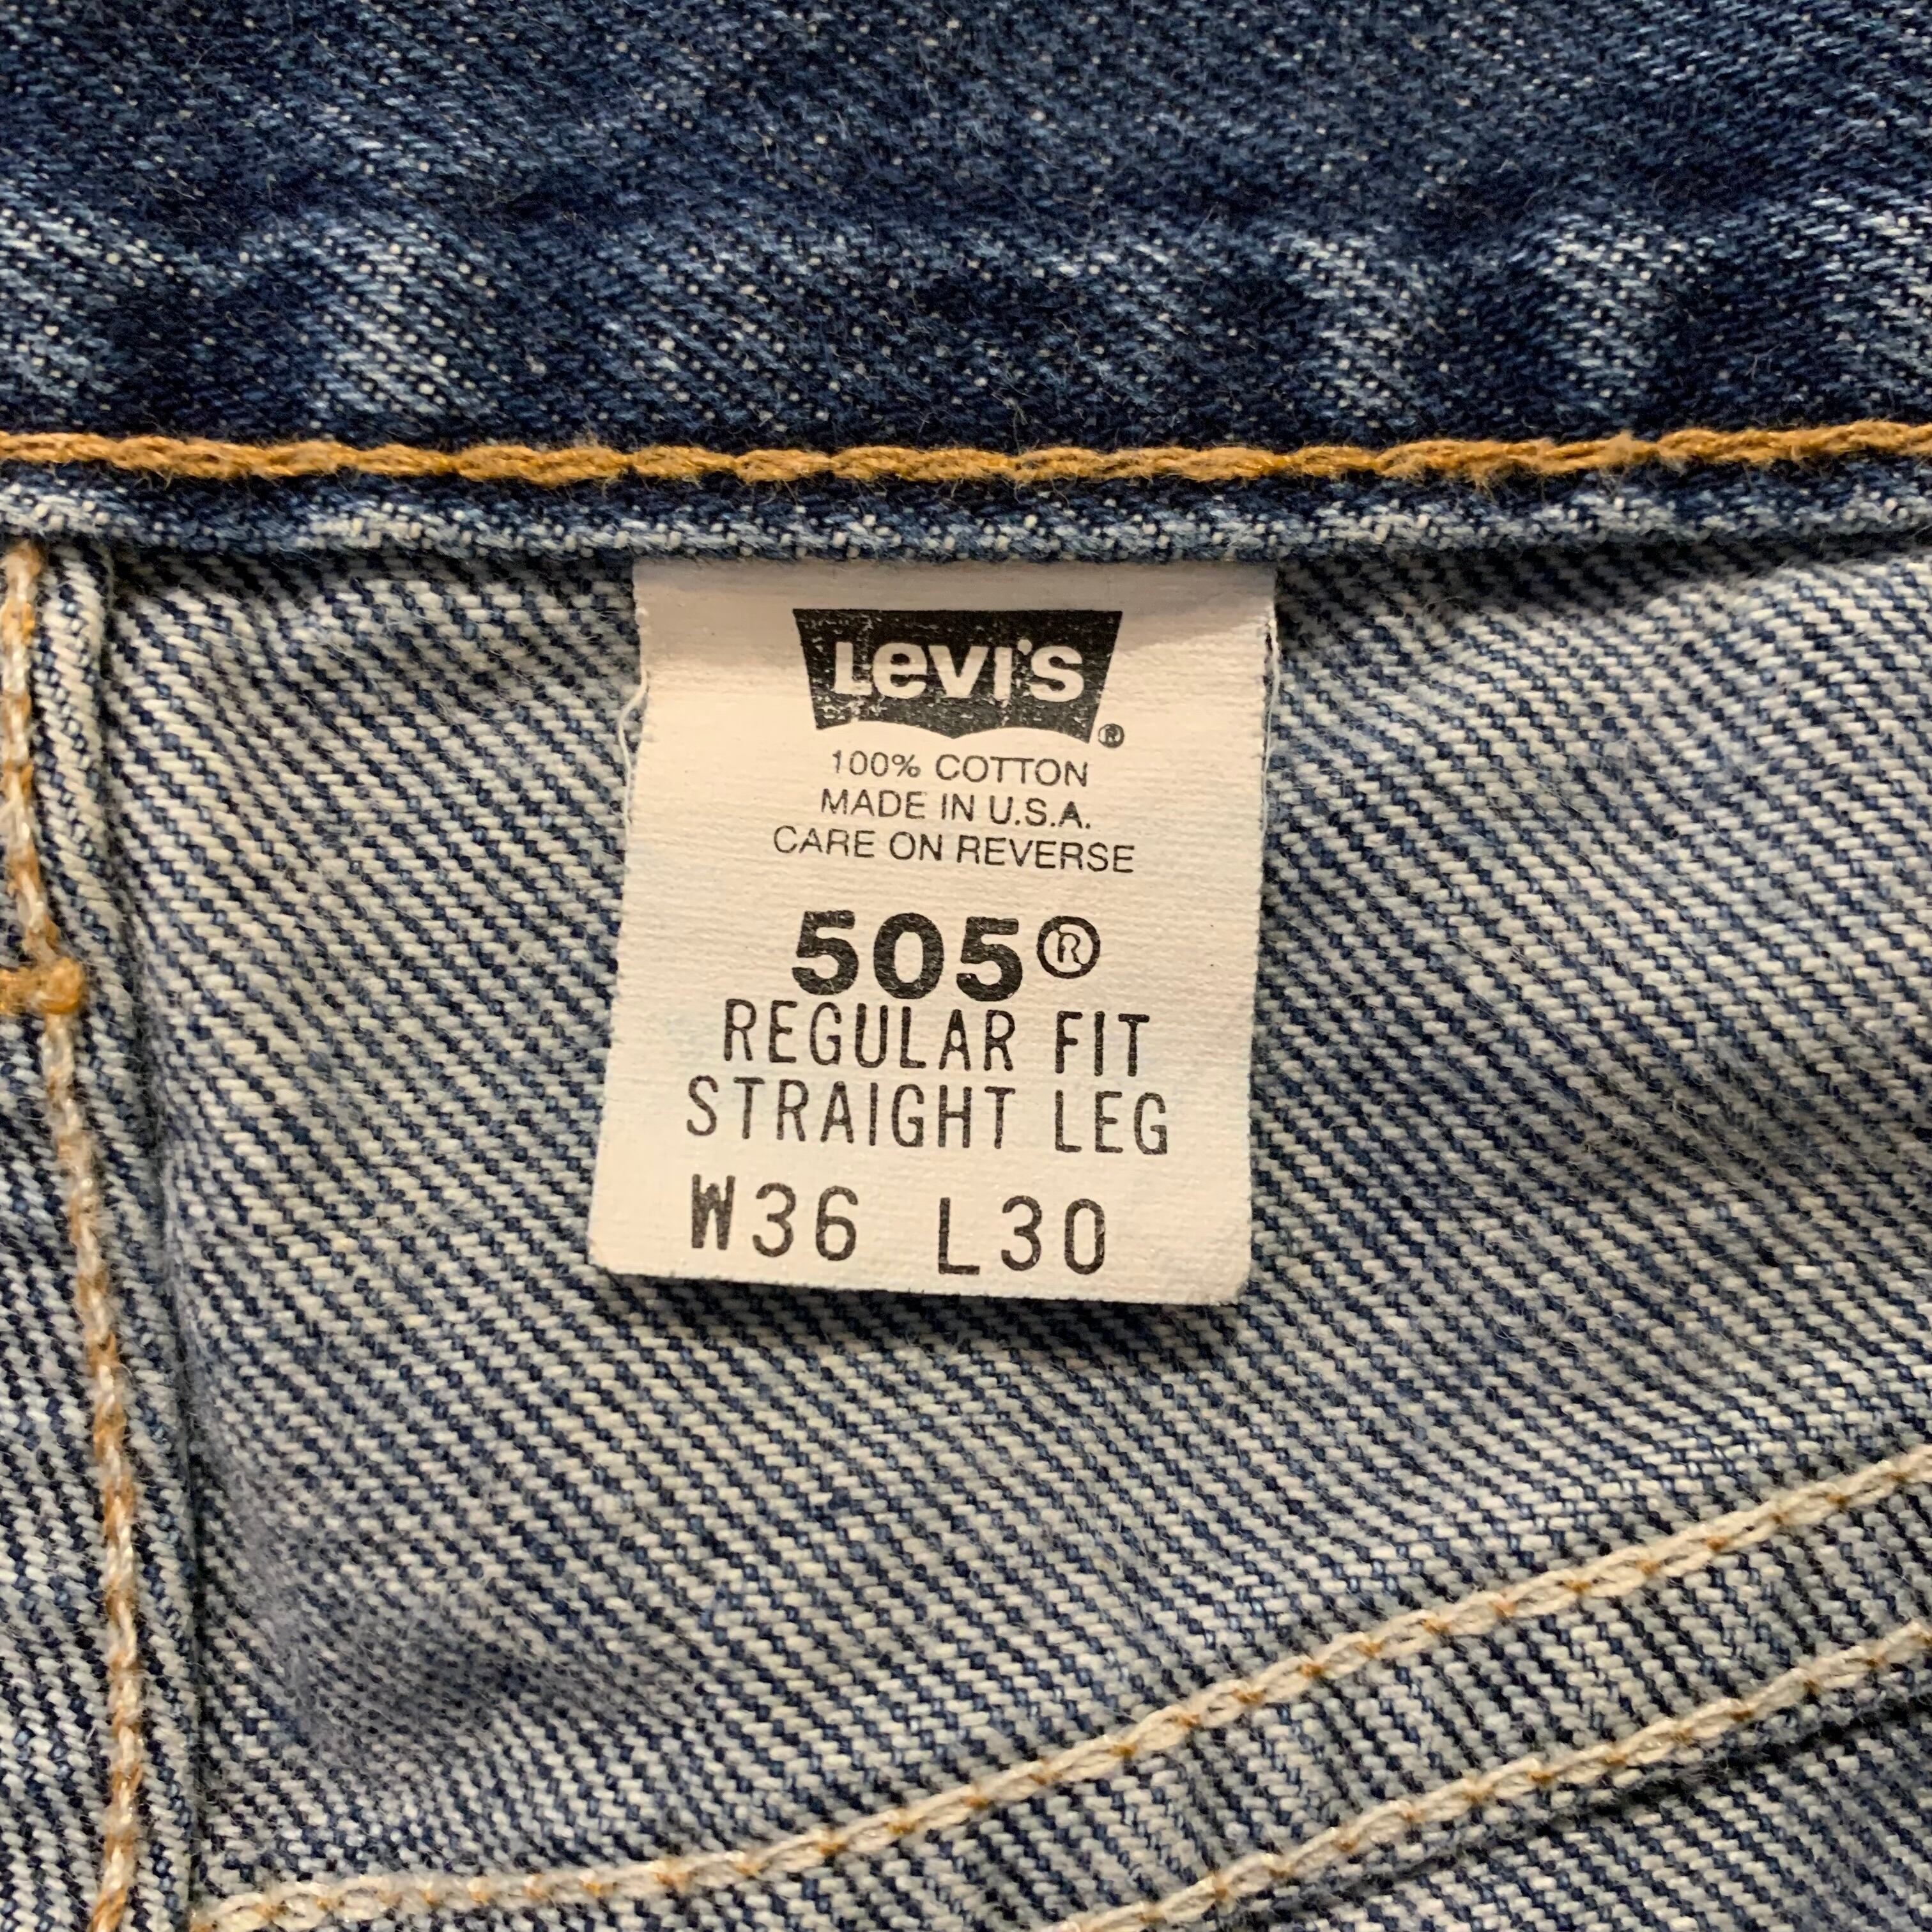 Levi's ®
100% COTTON
MADE IN U.S.A.
CARE ON REVERSE
505®
REGULAR FIT
STRAIGHT LEG
W36 L30